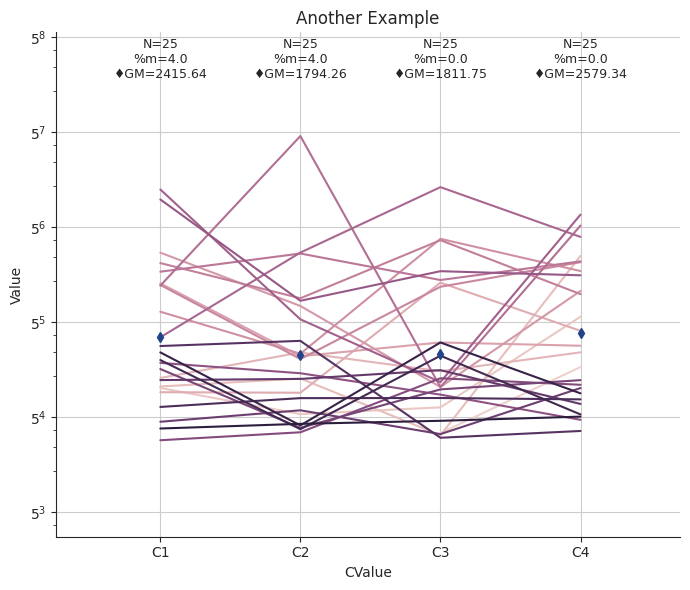 Another Example
N=25 N=25 N=25 N=25
%m=4.0 %m=4.0 %m=0.0 %m=0.0
♦GM=2415.64 ♦GM=1794.26 ♦GM=1811.75 ♦GM=2579.34
5⁸
5⁷
5⁶
5⁵
5⁴
5³
Value
C1 C2 C3 C4
CValue